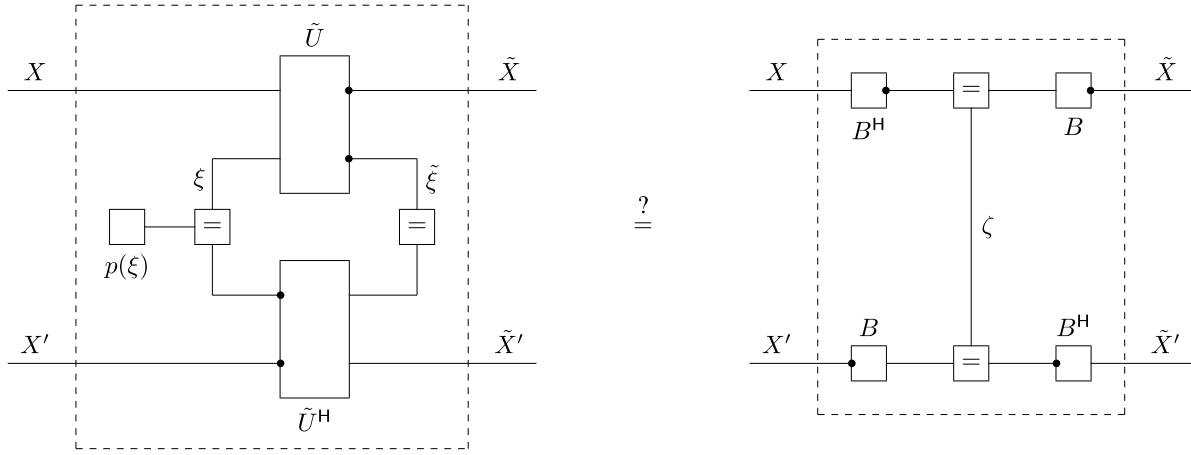 Ũ
X X̃ X X̃
= =
Bᴴ B
ξ ξ̃
= =
?
=
ζ
p(ξ)
B Bᴴ
X′ X̃′ X′ X̃′
= =
Ũᴴ